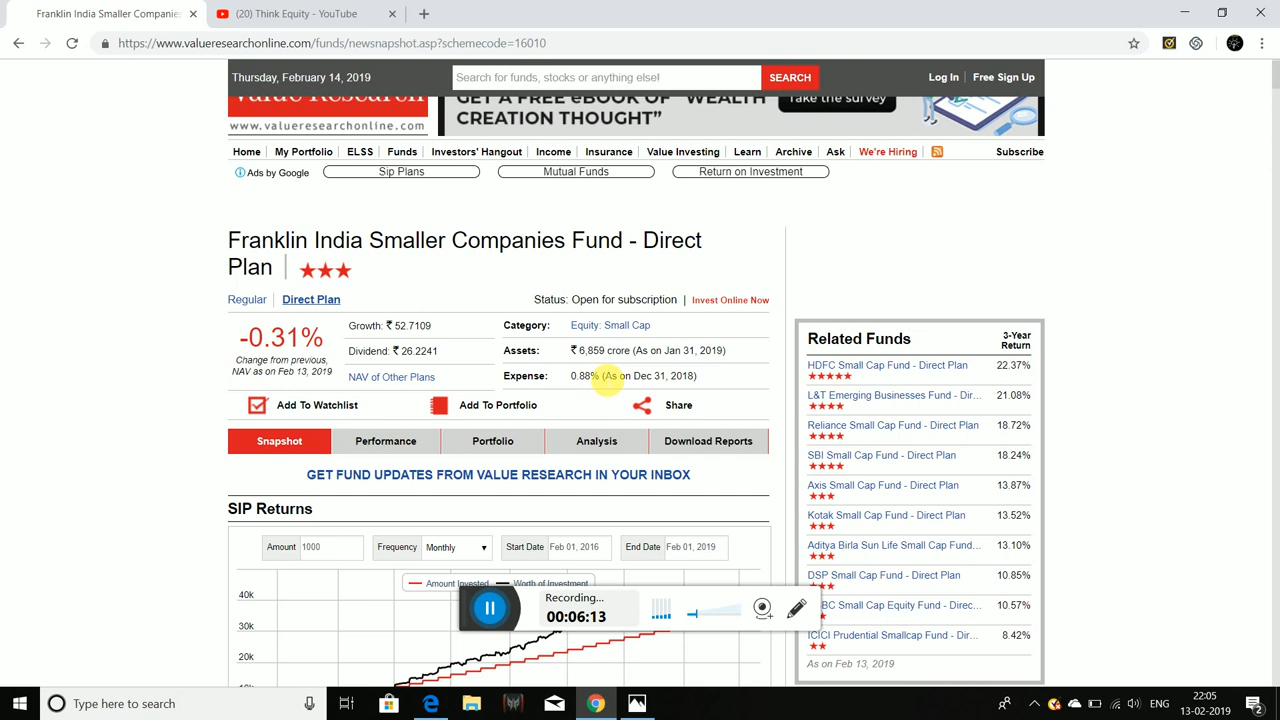 Franklin India Smaller Companies
(20) Think Equity - YouTube
https://www.valueresearchonline.com/funds/newsnapshot.asp?schemecode=16010
Thursday, February 14, 2019
Search for funds, stocks or anything else!
SEARCH
Log In | Free Sign Up
Value Research
www.valueresearchonline.com
GET A FREE eBOOK OF "WEALTH
CREATION THOUGHT"
Take the survey
Home | My Portfolio | ELSS | Funds | Investors' Hangout | Income | Insurance | Value Investing | Learn | Archive | Ask | We're Hiring | Subscribe
Ads by Google
Sip Plans
Mutual Funds
Return on Investment
Franklin India Smaller Companies Fund - Direct
Plan | ★★★
Regular | Direct Plan
Status: Open for subscription | Invest Online Now
-0.31%
Change from previous,
NAV as on Feb 13, 2019
Growth: ₹ 52.7109
Dividend: ₹ 26.2241
NAV of Other Plans
Category: Equity: Small Cap
Assets: ₹ 6,859 crore (As on Jan 31, 2019)
Expense: 0.88% (As on Dec 31, 2018)
Add To Watchlist
Add To Portfolio
Share
Snapshot
Performance
Portfolio
Analysis
Download Reports
GET FUND UPDATES FROM VALUE RESEARCH IN YOUR INBOX
SIP Returns
Amount 1000
Frequency Monthly
Start Date Feb 01, 2016
End Date Feb 01, 2019
Amount Invested
Worth of Investment
40k
30k
20k
Related Funds
3-Year
Return
HDFC Small Cap Fund - Direct Plan 22.37%
★★★★★
L&T Emerging Businesses Fund - Dir... 21.08%
★★★★
Reliance Small Cap Fund - Direct Plan 18.72%
★★★★
SBI Small Cap Fund - Direct Plan 18.24%
★★★★
Axis Small Cap Fund - Direct Plan 13.87%
★★★
Kotak Small Cap Fund - Direct Plan 13.52%
★★★
Aditya Birla Sun Life Small Cap Fund... 13.10%
★★★
DSP Small Cap Fund - Direct Plan 10.85%
★★★
BC Small Cap Equity Fund - Direc... 10.57%
ICICI Prudential Smallcap Fund - Dir... 8.42%
★★
As on Feb 13, 2019
Recording...
00:06:13
Type here to search
ENG
22:05
13-02-2019
2